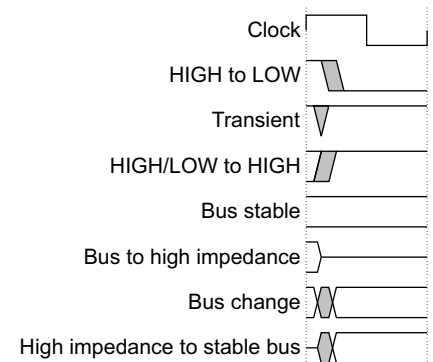 Clock
HIGH to LOW
Transient
HIGH/LOW to HIGH
Bus stable
Bus to high impedance
Bus change
High impedance to stable bus